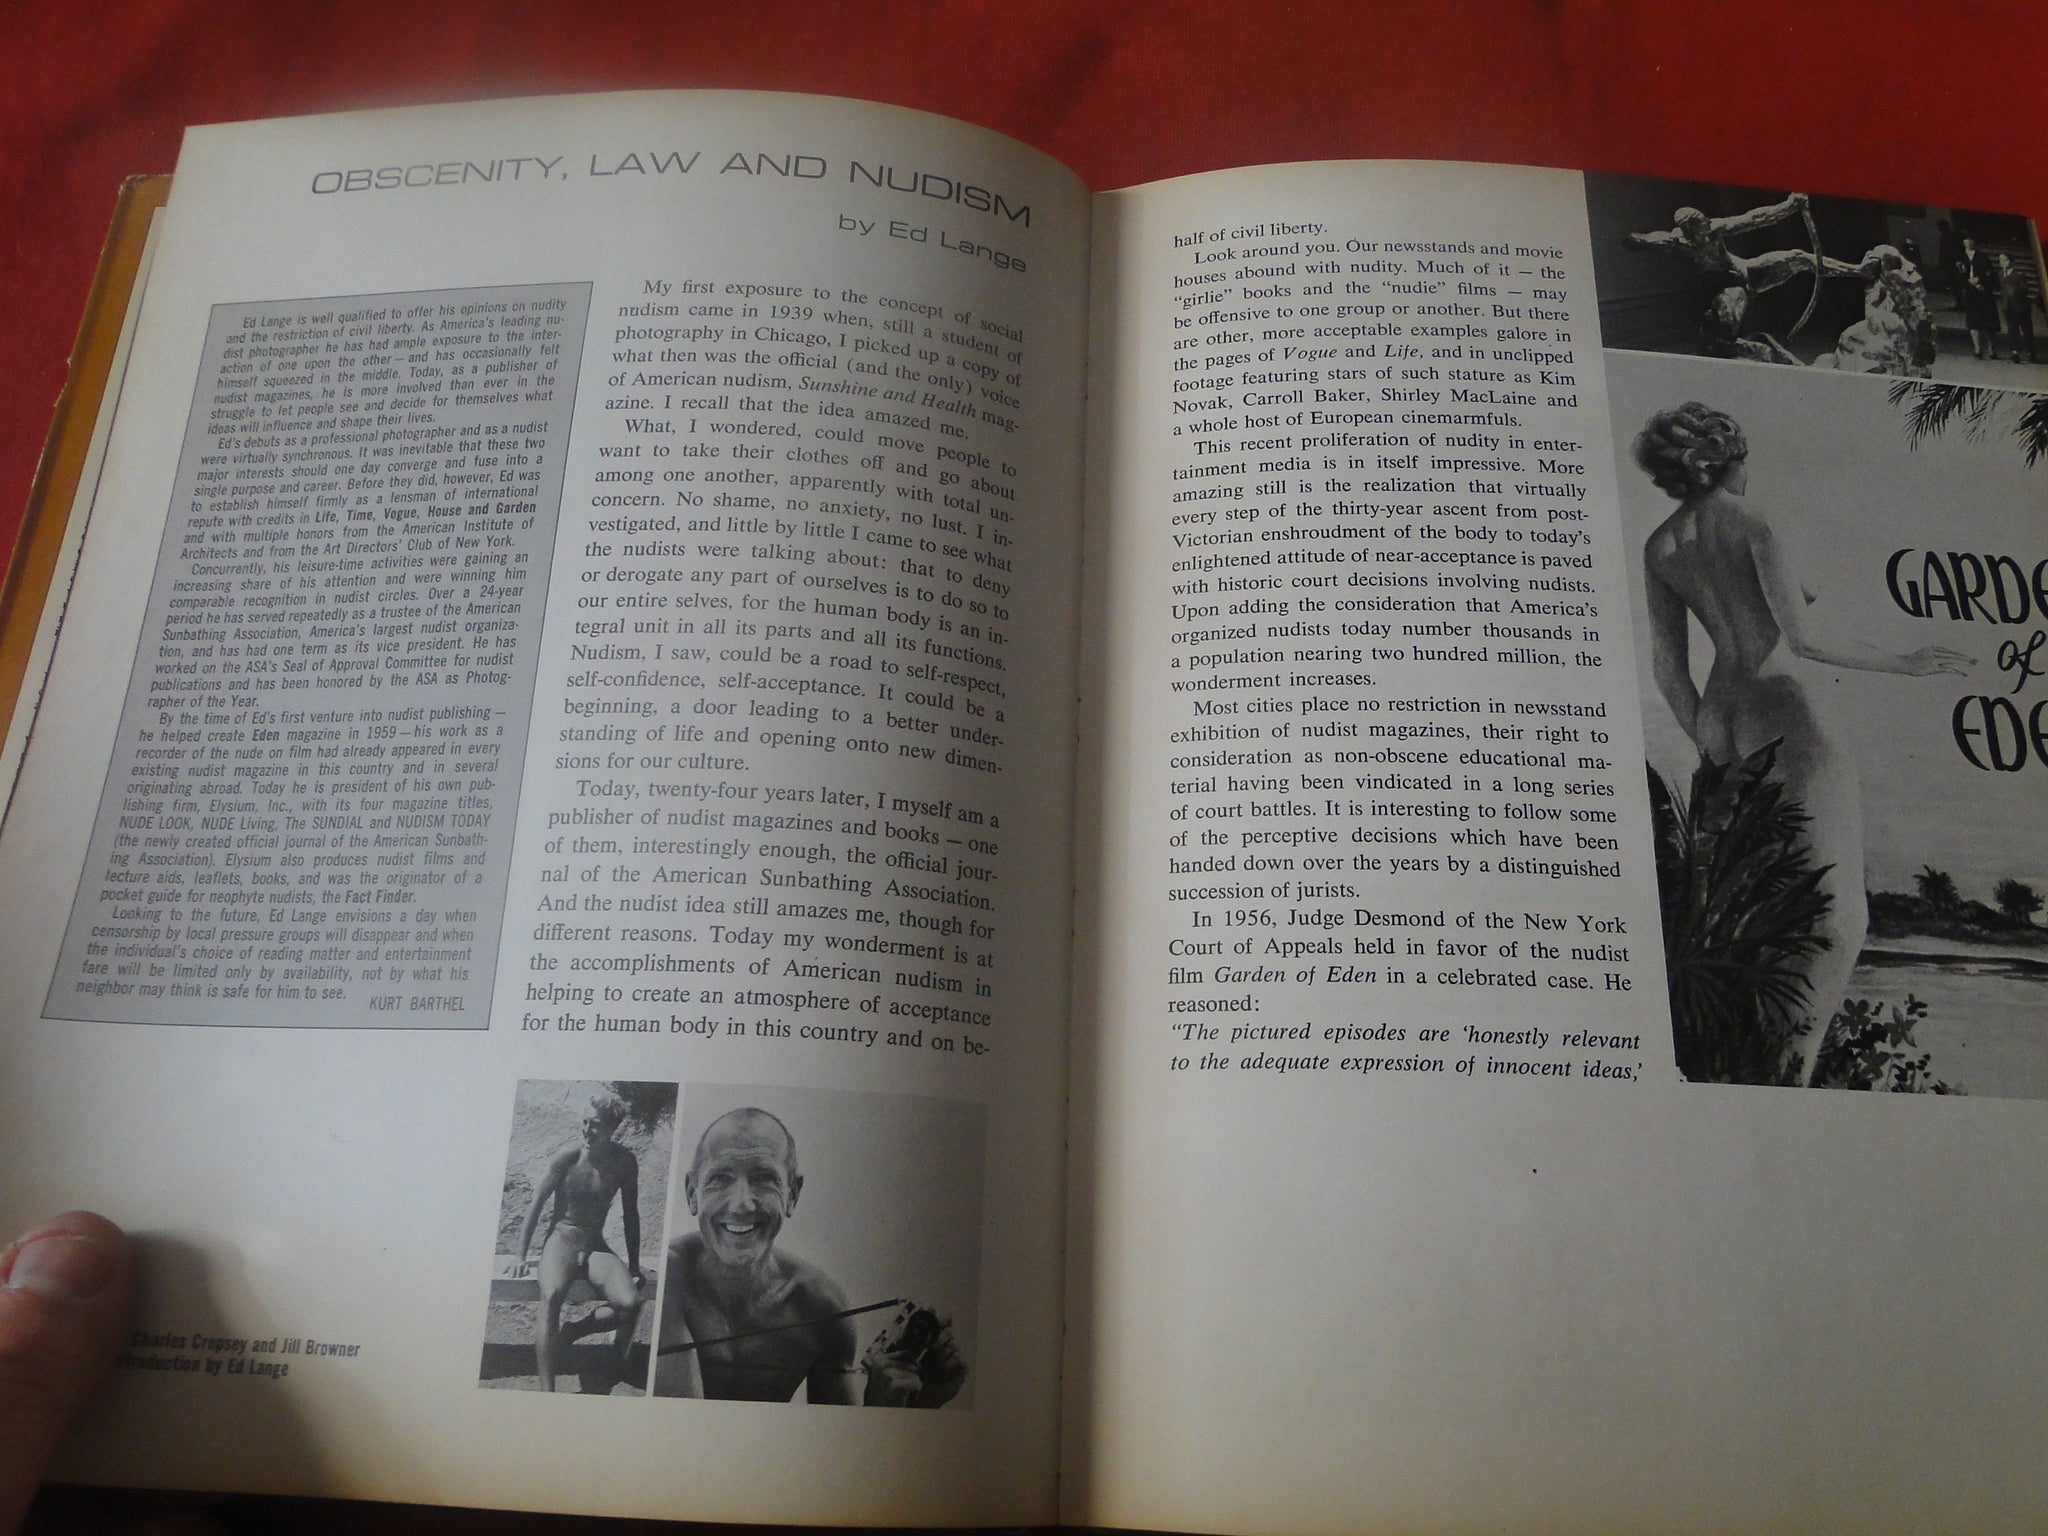 OBSCENITY, LAW AND NUDISM
by Ed Lange
Ed Lange is well qualified to offer his opinions on nudity
and the restriction of civil liberty. As America's leading nu-
dist photographer he has had ample exposure to the inter-
action of one upon the other — and has occasionally felt
himself squeezed in the middle. Today, as a publisher of
nudist magazines, he is more involved than ever in the
struggle to let people see and decide for themselves what
ideas will influence and shape their lives.
Ed's debuts as a professional photographer and as a nudist
were virtually synchronous. It was inevitable that these two
major interests should one day converge and fuse into a
single purpose and career. Before they did, however, Ed was
to establish himself firmly as a lensman of international
repute with credits in Life, Time, Vogue, House and Garden
and with multiple honors from the American Institute of
Architects and from the Art Directors' Club of New York.
Concurrently, his leisure-time activities were gaining an
increasing share of his attention and were winning him
comparable recognition in nudist circles. Over a 24-year
period he has served repeatedly as a trustee of the American
Sunbathing Association, America's largest nudist organiza-
tion, and has had one term as its vice president. He has
worked on the ASA's Seal of Approval Committee for nudist
publications and has been honored by the ASA as Photog-
rapher of the Year.
By the time of Ed's first venture into nudist publishing —
he helped create Eden magazine in 1959 — his work as a
recorder of the nude on film had already appeared in every
existing nudist magazine in this country and in several
originating abroad. Today he is president of his own pub-
lishing firm, Elysium, Inc., with its four magazine titles,
NUDE LOOK, NUDE Living, The SUNDIAL and NUDISM TODAY
(the newly created official journal of the American Sunbath-
ing Association). Elysium also produces nudist films and
lecture aids, leaflets, books, and was the originator of a
pocket guide for neophyte nudists, the Fact Finder.
Looking to the future, Ed Lange envisions a day when
censorship by local pressure groups will disappear and when
the individual's choice of reading matter and entertainment
fare will be limited only by availability, not by what his
neighbor may think is safe for him to see.
KURT BARTHEL
My first exposure to the concept of social
nudism came in 1939 when, still a student of
photography in Chicago, I picked up a copy of
what then was the official (and the only) voice
of American nudism, Sunshine and Health mag-
azine. I recall that the idea amazed me.
What, I wondered, could move people to
want to take their clothes off and go about
among one another, apparently with total un-
concern. No shame, no anxiety, no lust. I in-
vestigated, and little by little I came to see what
the nudists were talking about: that to deny
or derogate any part of ourselves is to do so to
our entire selves, for the human body is an in-
tegral unit in all its parts and all its functions.
Nudism, I saw, could be a road to self-respect,
self-confidence, self-acceptance. It could be a
beginning, a door leading to a better under-
standing of life and opening onto new dimen-
sions for our culture.
Today, twenty-four years later, I myself am a
publisher of nudist magazines and books — one
of them, interestingly enough, the official jour-
nal of the American Sunbathing Association.
And the nudist idea still amazes me, though for
different reasons. Today my wonderment is at
the accomplishments of American nudism in
helping to create an atmosphere of acceptance
for the human body in this country and on be-
Charles Cropsey and Jill Browner
by Ed Lange
half of civil liberty.
Look around you. Our newsstands and movie
houses abound with nudity. Much of it — the
"girlie" books and the "nudie" films — may
be offensive to one group or another. But there
are other, more acceptable examples galore in
the pages of Vogue and Life, and in unclipped
footage featuring stars of such stature as Kim
Novak, Carroll Baker, Shirley MacLaine and
a whole host of European cinemarmfuls.
This recent proliferation of nudity in enter-
tainment media is in itself impressive. More
amazing still is the realization that virtually
every step of the thirty-year ascent from post-
Victorian enshroudment of the body to today's
enlightened attitude of near-acceptance is paved
with historic court decisions involving nudists.
Upon adding the consideration that America's
organized nudists today number thousands in
a population nearing two hundred million, the
wonderment increases.
Most cities place no restriction in newsstand
exhibition of nudist magazines, their right to
consideration as non-obscene educational ma-
terial having been vindicated in a long series
of court battles. It is interesting to follow some
of the perceptive decisions which have been
handed down over the years by a distinguished
succession of jurists.
In 1956, Judge Desmond of the New York
Court of Appeals held in favor of the nudist
film Garden of Eden in a celebrated case. He
reasoned:
"The pictured episodes are 'honestly relevant
to the adequate expression of innocent ideas,'
GARDE
of
EDE